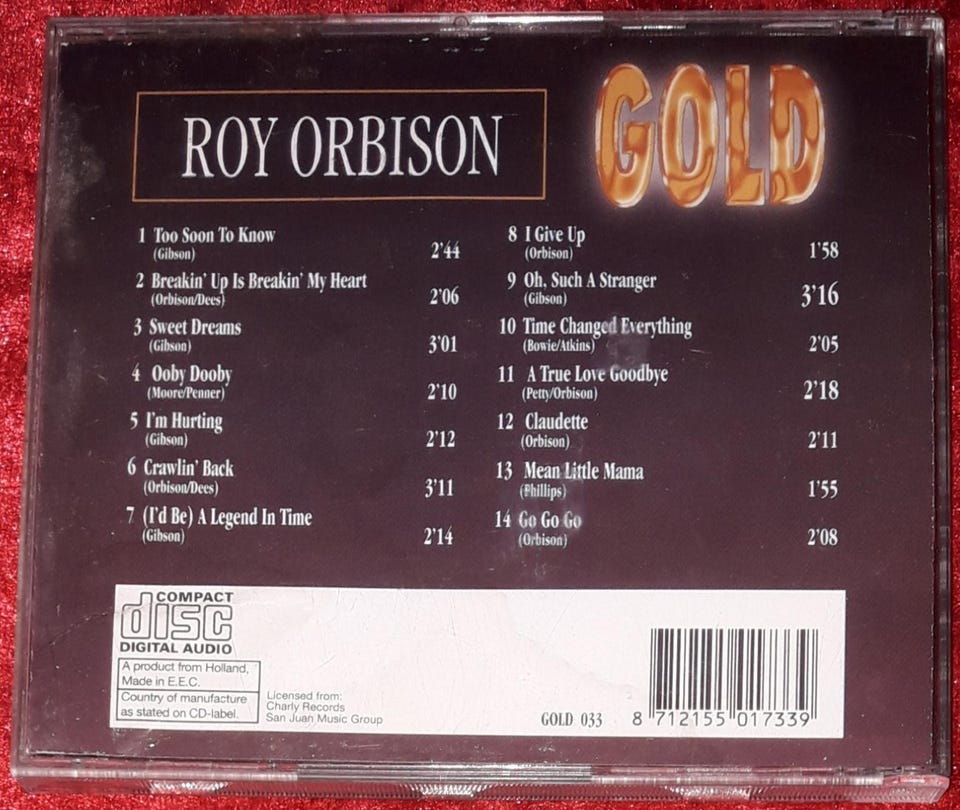 ROY ORBISON
GOLD
1 Too Soon To Know 2'44
(Gibson)
2 Breakin' Up Is Breakin' My Heart 2'06
(Orbison/Dees)
3 Sweet Dreams 3'01
(Gibson)
4 Ooby Dooby 2'10
(Moore/Penner)
5 I'm Hurting 2'12
(Gibson)
6 Crawlin' Back 3'11
(Orbison/Dees)
7 (I'd Be) A Legend In Time 2'14
(Gibson)
8 I Give Up 1'58
(Orbison)
9 Oh, Such A Stranger 3'16
(Gibson)
10 Time Changed Everything 2'05
(Bowie/Atkins)
11 A True Love Goodbye 2'18
(Petty/Orbison)
12 Claudette 2'11
(Orbison)
13 Mean Little Mama 1'55
(Phillips)
14 Go Go Go 2'08
(Orbison)
COMPACT
disc
DIGITAL AUDIO
A product from Holland,
Made in E.E.C.
Country of manufacture
as stated on CD-label.
Licensed from:
Charly Records
San Juan Music Group
GOLD 033
8 712155 017339